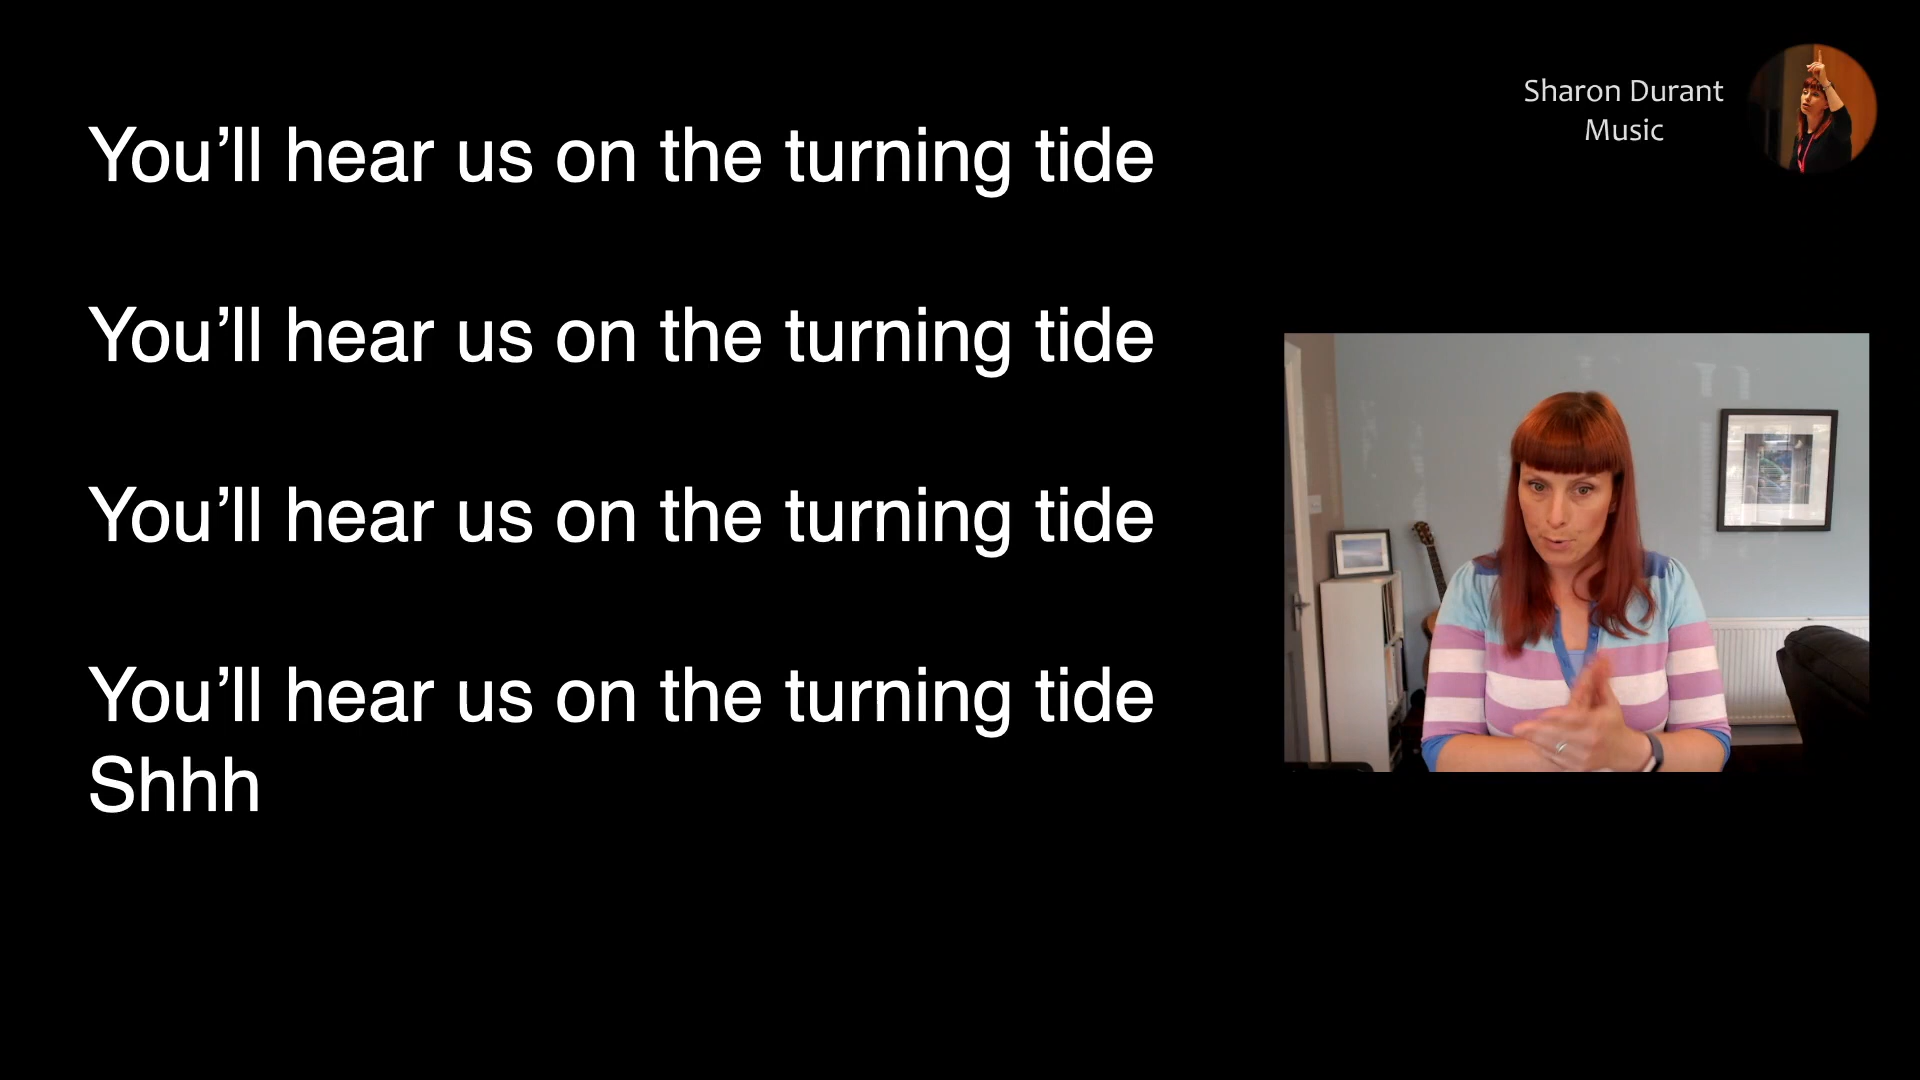 You’ll hear us on the turning tide
You’ll hear us on the turning tide
You’ll hear us on the turning tide
You’ll hear us on the turning tide
Shhh
Sharon Durant
Music